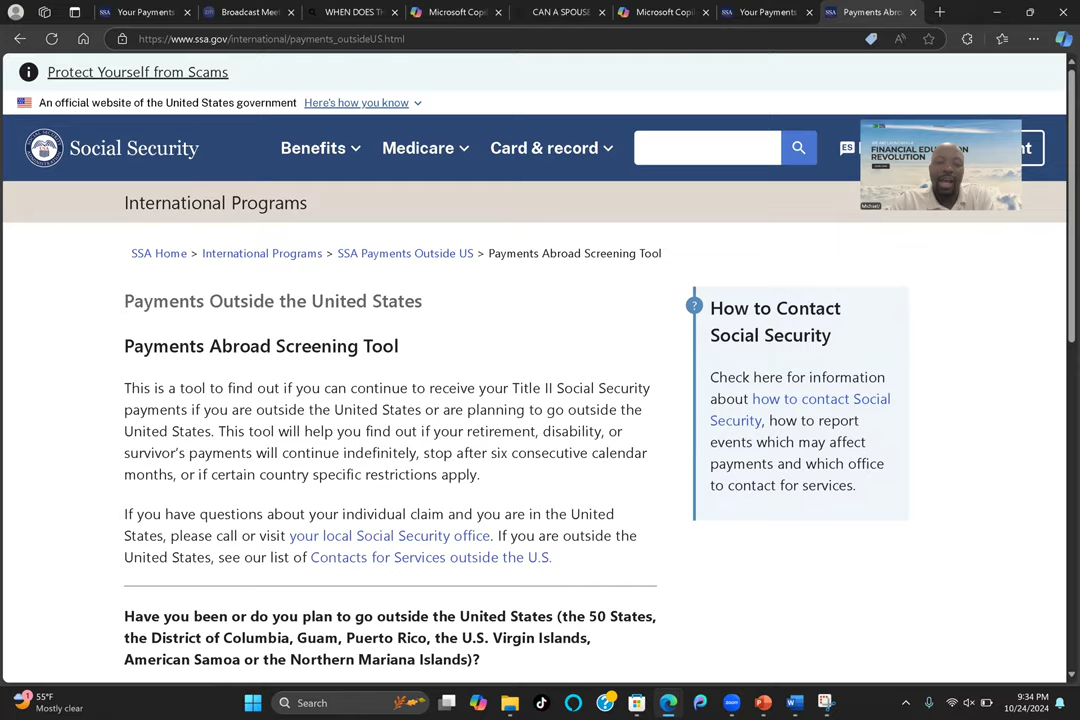 Your Payments
Broadcast Meet
WHEN DOES TH
Microsoft Copil
CAN A SPOUSE
Microsoft Copil
Your Payments
Payments Abro
https://www.ssa.gov/international/payments_outsideUS.html
Protect Yourself from Scams
An official website of the United States government Here's how you know
Social Security
Benefits
Medicare
Card & record
ES
nt
FINANCIAL EDUCATION
REVOLUTION
Michael
International Programs
SSA Home > International Programs > SSA Payments Outside US > Payments Abroad Screening Tool
Payments Outside the United States
Payments Abroad Screening Tool
This is a tool to find out if you can continue to receive your Title II Social Security
payments if you are outside the United States or are planning to go outside the
United States. This tool will help you find out if your retirement, disability, or
survivor's payments will continue indefinitely, stop after six consecutive calendar
months, or if certain country specific restrictions apply.
If you have questions about your individual claim and you are in the United
States, please call or visit your local Social Security office. If you are outside the
United States, see our list of Contacts for Services outside the U.S.
Have you been or do you plan to go outside the United States (the 50 States,
the District of Columbia, Guam, Puerto Rico, the U.S. Virgin Islands,
American Samoa or the Northern Mariana Islands)?
How to Contact
Social Security
Check here for information
about how to contact Social
Security, how to report
events which may affect
payments and which office
to contact for services.
55°F
Mostly clear
Search
9:34 PM
10/24/2024